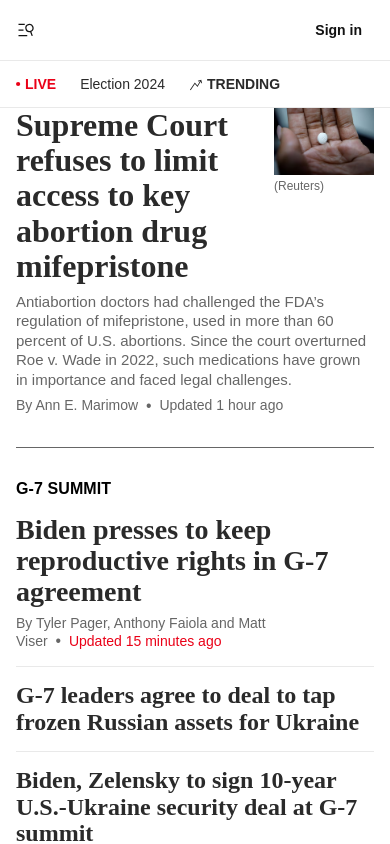 Sign in
• LIVE Election 2024 TRENDING
Supreme Court
refuses to limit
access to key
abortion drug
mifepristone
(Reuters)
Antiabortion doctors had challenged the FDA’s
regulation of mifepristone, used in more than 60
percent of U.S. abortions. Since the court overturned
Roe v. Wade in 2022, such medications have grown
in importance and faced legal challenges.
By Ann E. Marimow • Updated 1 hour ago
G-7 SUMMIT
Biden presses to keep
reproductive rights in G-7
agreement
By Tyler Pager, Anthony Faiola and Matt
Viser • Updated 15 minutes ago
G-7 leaders agree to deal to tap
frozen Russian assets for Ukraine
Biden, Zelensky to sign 10-year
U.S.-Ukraine security deal at G-7
summit